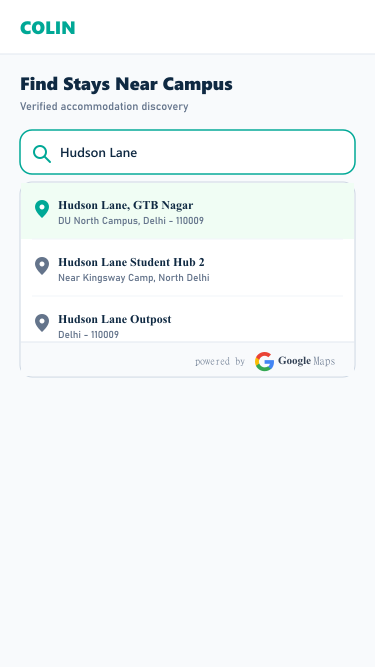 COLIN
Find Stays Near Campus
Verified accommodation discovery
Hudson Lane
Hudson Lane, GTB Nagar
DU North Campus, Delhi - 110009
Hudson Lane Student Hub 2
Near Kingsway Camp, North Delhi
Hudson Lane Outpost
Delhi - 110009
powered by Google Maps